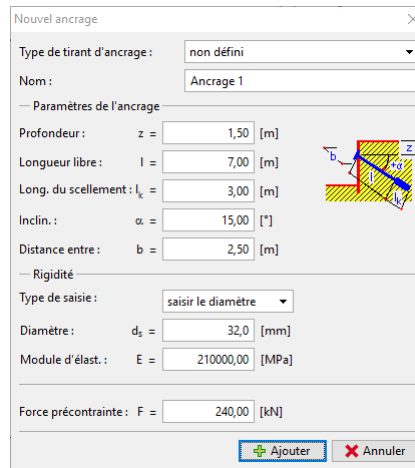 Nouvel ancrage
Type de tirant d'ancrage : non défini
Nom : Ancrage 1
Paramètres de l'ancrage
Profondeur : z = 1,50 [m]
Longueur libre : l = 7,00 [m]
Long. du scellement : lk = 3,00 [m]
Inclin. : α = 15,00 [°]
Distance entre : b = 2,50 [m]
b z +α l lk
Rigidité
Type de saisie : saisir le diamètre
Diamètre : ds = 32,0 [mm]
Module d'élast. : E = 210000,00 [MPa]
Force précontrainte : F = 240,00 [kN]
Ajouter Annuler